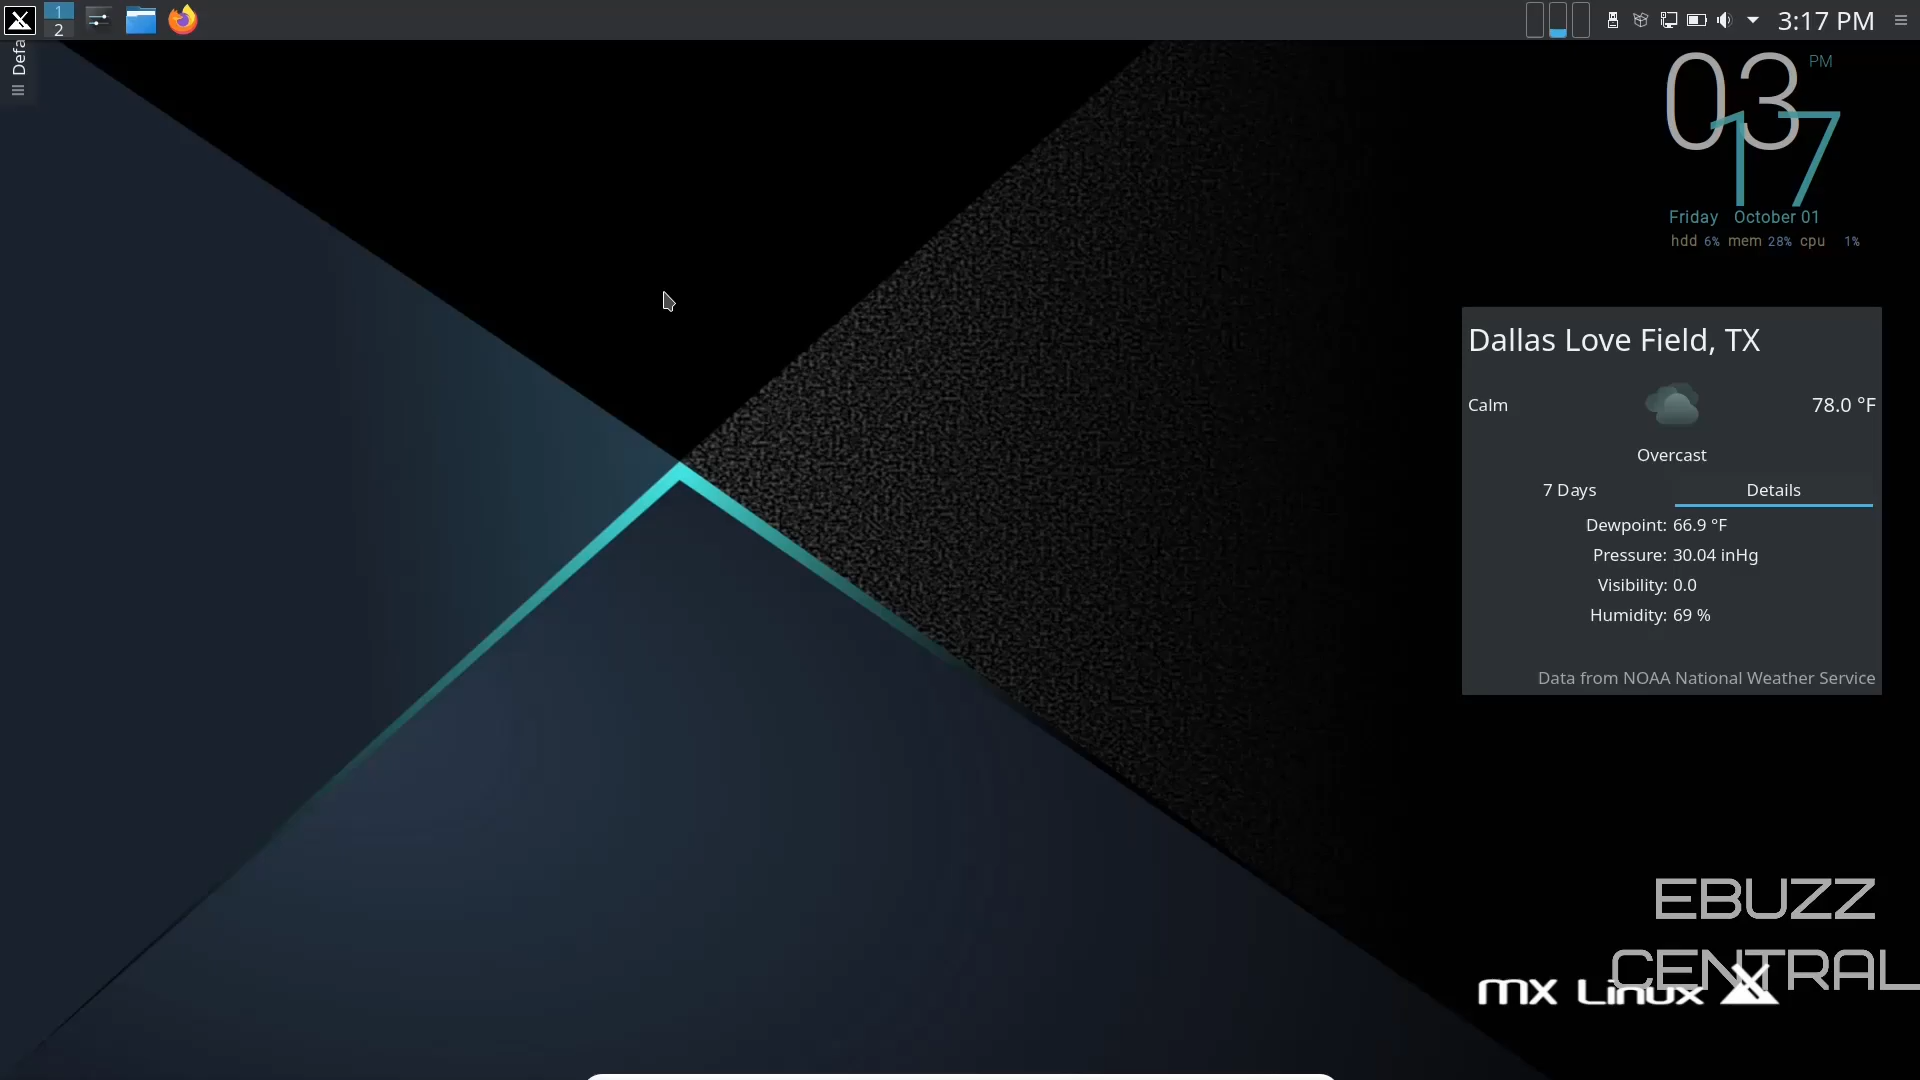 1
2
3:17 PM
Defa
03
PM
17
Friday October 01
hdd 6% mem 28% cpu 1%
Dallas Love Field, TX
Calm
78.0 °F
Overcast
7 Days
Details
Dewpoint: 66.9 °F
Pressure: 30.04 inHg
Visibility: 0.0
Humidity: 69 %
Data from NOAA National Weather Service
EBUZZ
CENTRAL
mx Linux